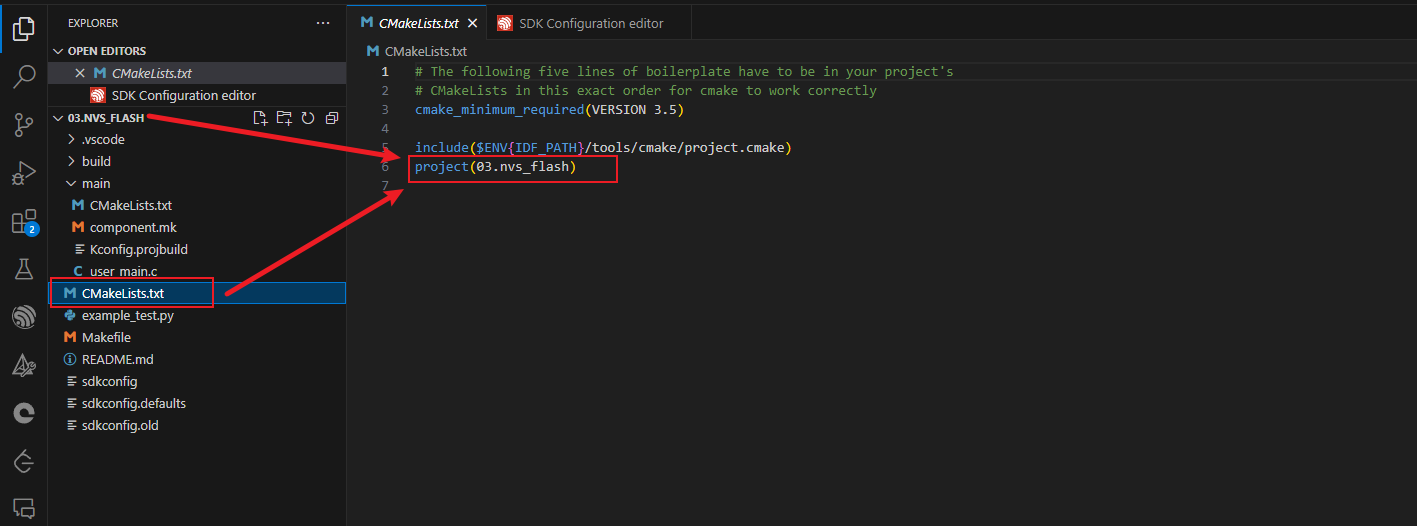 EXPLORER
OPEN EDITORS
CMakeLists.txt
SDK Configuration editor
03.NVS_FLASH
.vscode
build
main
CMakeLists.txt
component.mk
Kconfig.projbuild
user_main.c
CMakeLists.txt
example_test.py
Makefile
README.md
sdkconfig
sdkconfig.defaults
sdkconfig.old
2
CMakeLists.txt
SDK Configuration editor
CMakeLists.txt
1 # The following five lines of boilerplate have to be in your project's
2 # CMakeLists in this exact order for cmake to work correctly
3 cmake_minimum_required(VERSION 3.5)
4
5 include($ENV{IDF_PATH}/tools/cmake/project.cmake)
6 project(03.nvs_flash)
7